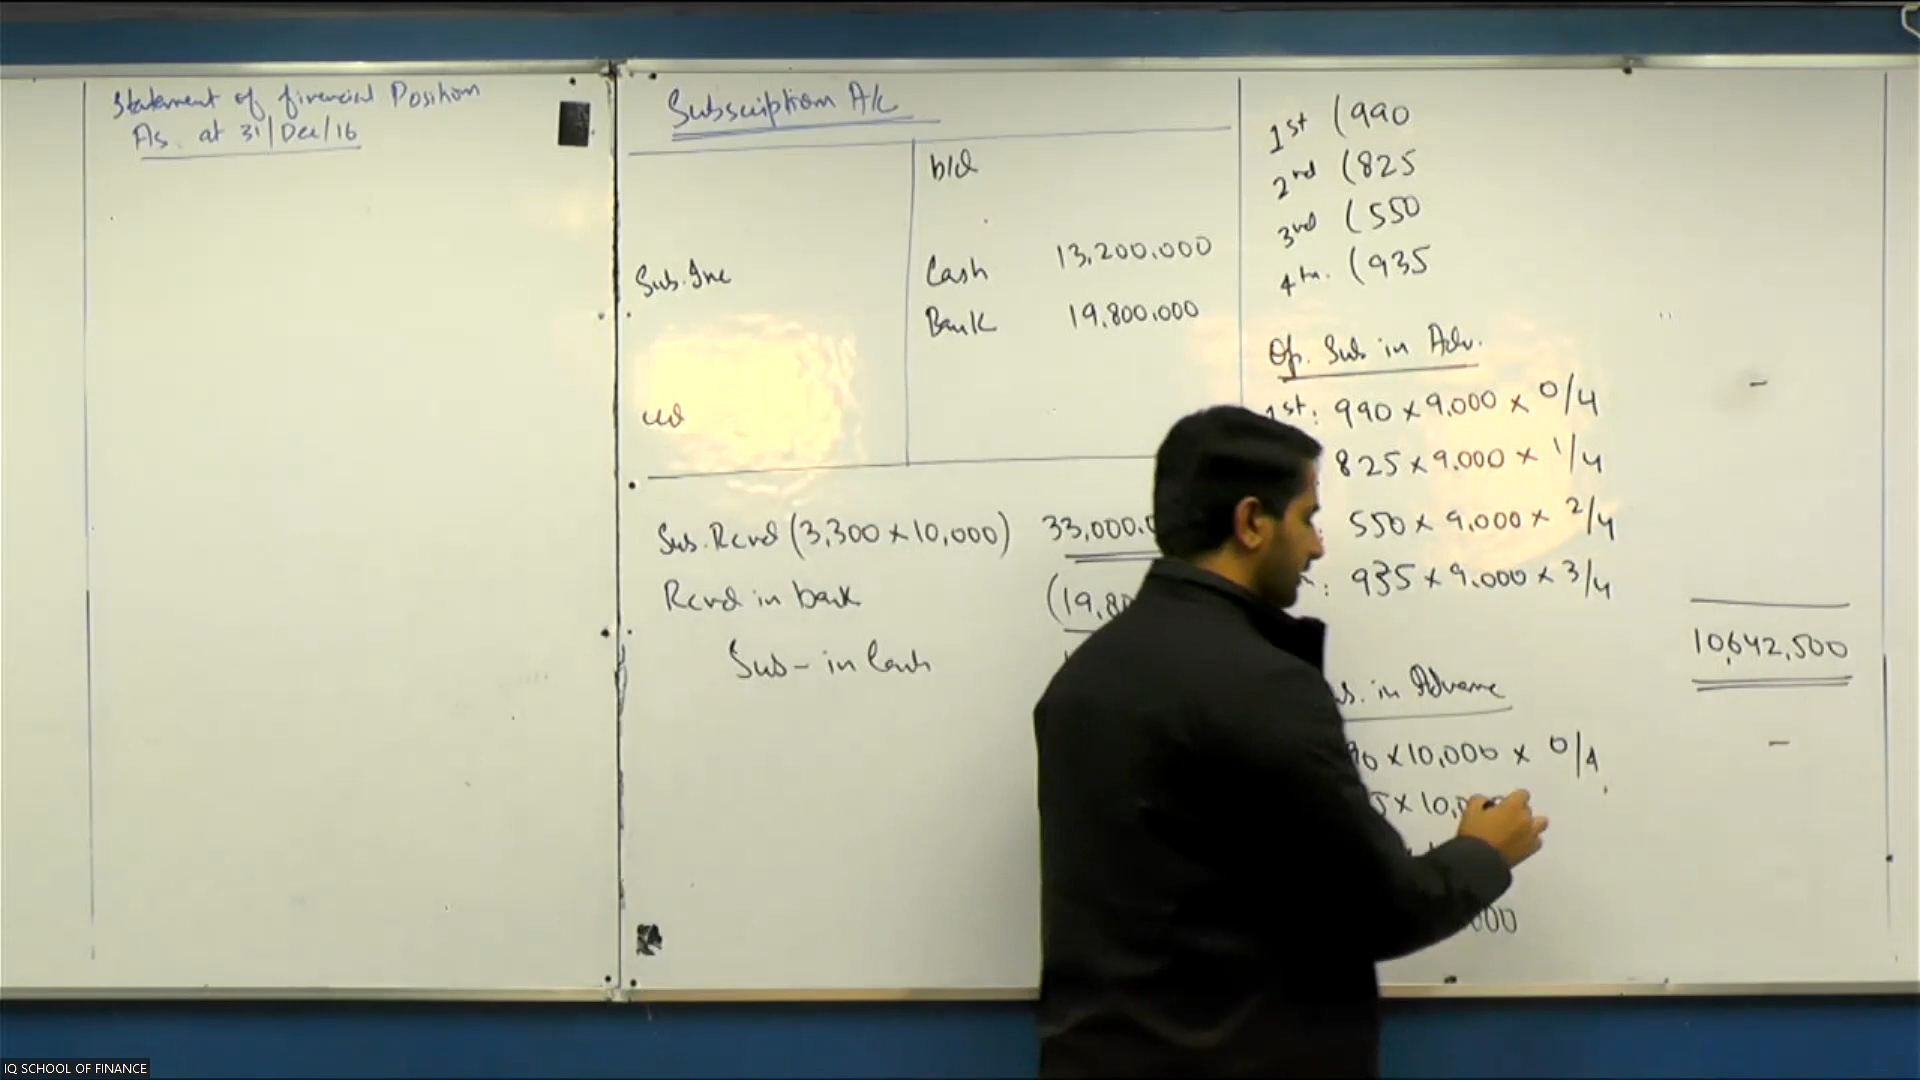 Statement of financial Position
As. at 31/Dec/16
Subscription A/c
b/d
Cash 13,200,000
Sub. Inc
Bank 19,800,000
c/d
Sub. Rcvd (3,300 x 10,000) 33,000,0
Rcvd in bank (19,80
Sub - in Cash
1st (990
2nd (825
3rd (550
4th. (935
Op. Sub in Adv.
1st: 990 x 9,000 x 0/4 -
825 x 9,000 x 1/4
: 550 x 9,000 x 2/4
: 935 x 9,000 x 3/4
10,642,500
s. in Advance
90 x 10,000 x 0/4 -
5 x 10,0
000
IQ SCHOOL OF FINANCE